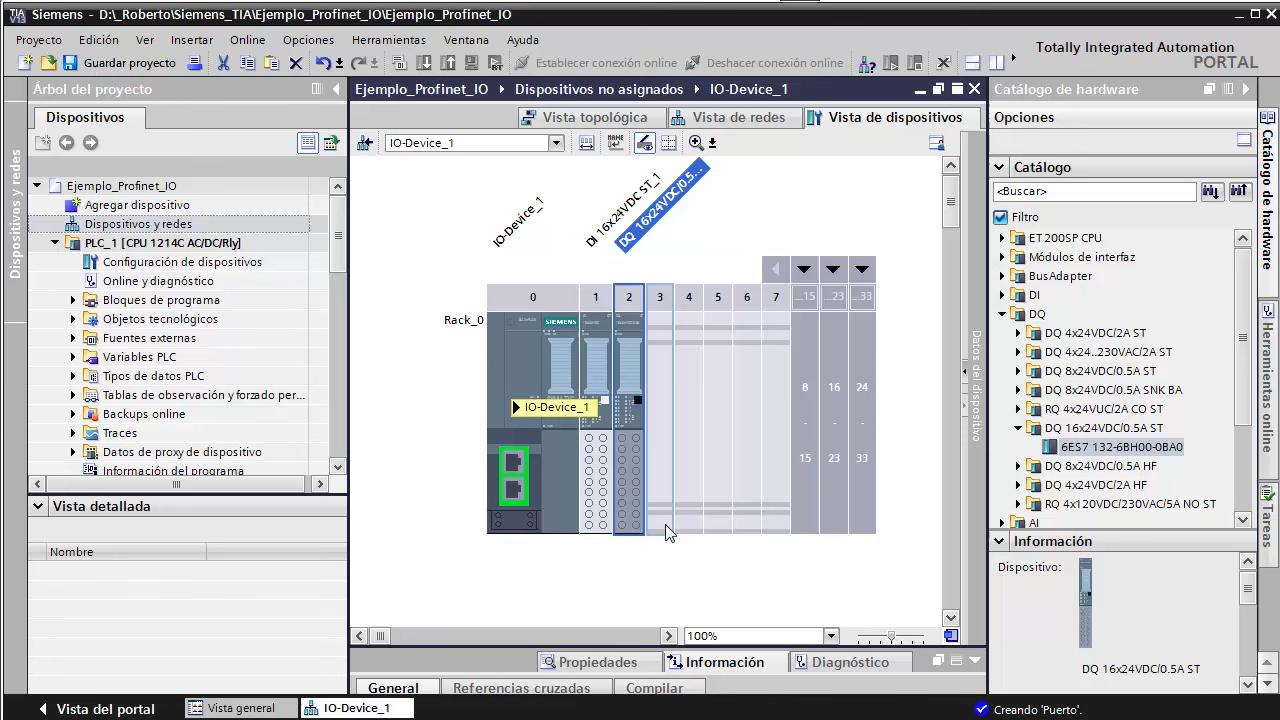 TIA
V13
Siemens - D:\_Roberto\Siemens_TIA\Ejemplo_Profinet_IO\Ejemplo_Profinet_IO
Proyecto Edición Ver Insertar Online Opciones Herramientas Ventana Ayuda
Guardar proyecto
Establecer conexión online
Deshacer conexión online
Totally Integrated Automation
PORTAL
Árbol del proyecto
Dispositivos
Dispositivos y redes
Ejemplo_Profinet_IO
Agregar dispositivo
Dispositivos y redes
PLC_1 [CPU 1214C AC/DC/Rly]
Configuración de dispositivos
Online y diagnóstico
Bloques de programa
Objetos tecnológicos
Fuentes externas
Variables PLC
Tipos de datos PLC
Tablas de observación y forzado per...
Backups online
Traces
Datos de proxy de dispositivo
Información del programa
Vista detallada
Nombre
Ejemplo_Profinet_IO
Dispositivos no asignados
IO-Device_1
Vista topológica
Vista de redes
Vista de dispositivos
IO-Device_1
NAME
IO-Device_1
DI 16x24VDC ST_1
DQ 16x24VDC/0.5...
0 1 2 3 4 5 6 7 ...15 ...23 ...33
Rack_0
SIEMENS
IO-Device_1
8 16 24
- - -
15 23 33
Datos del dispositivo
100%
Propiedades
Información
Diagnóstico
General
Referencias cruzadas
Compilar
Catálogo de hardware
Opciones
Catálogo
<Buscar>
Filtro
ET 200SP CPU
Módulos de interfaz
BusAdapter
DI
DQ
DQ 4x24VDC/2A ST
DQ 4x24..230VAC/2A ST
DQ 8x24VDC/0.5A ST
DQ 8x24VDC/0.5A SNK BA
RQ 4x24VUC/2A CO ST
DQ 16x24VDC/0.5A ST
6ES7 132-6BH00-0BA0
DQ 8x24VDC/0.5A HF
DQ 4x24VDC/2A HF
RQ 4x120VDC/230VAC/5A NO ST
AI
Información
Dispositivo:
DQ 16x24VDC/0.5A ST
Catálogo de hardware
Herramientas online
Tareas
Vista del portal
Vista general
IO-Device_1
Creando 'Puerto'.